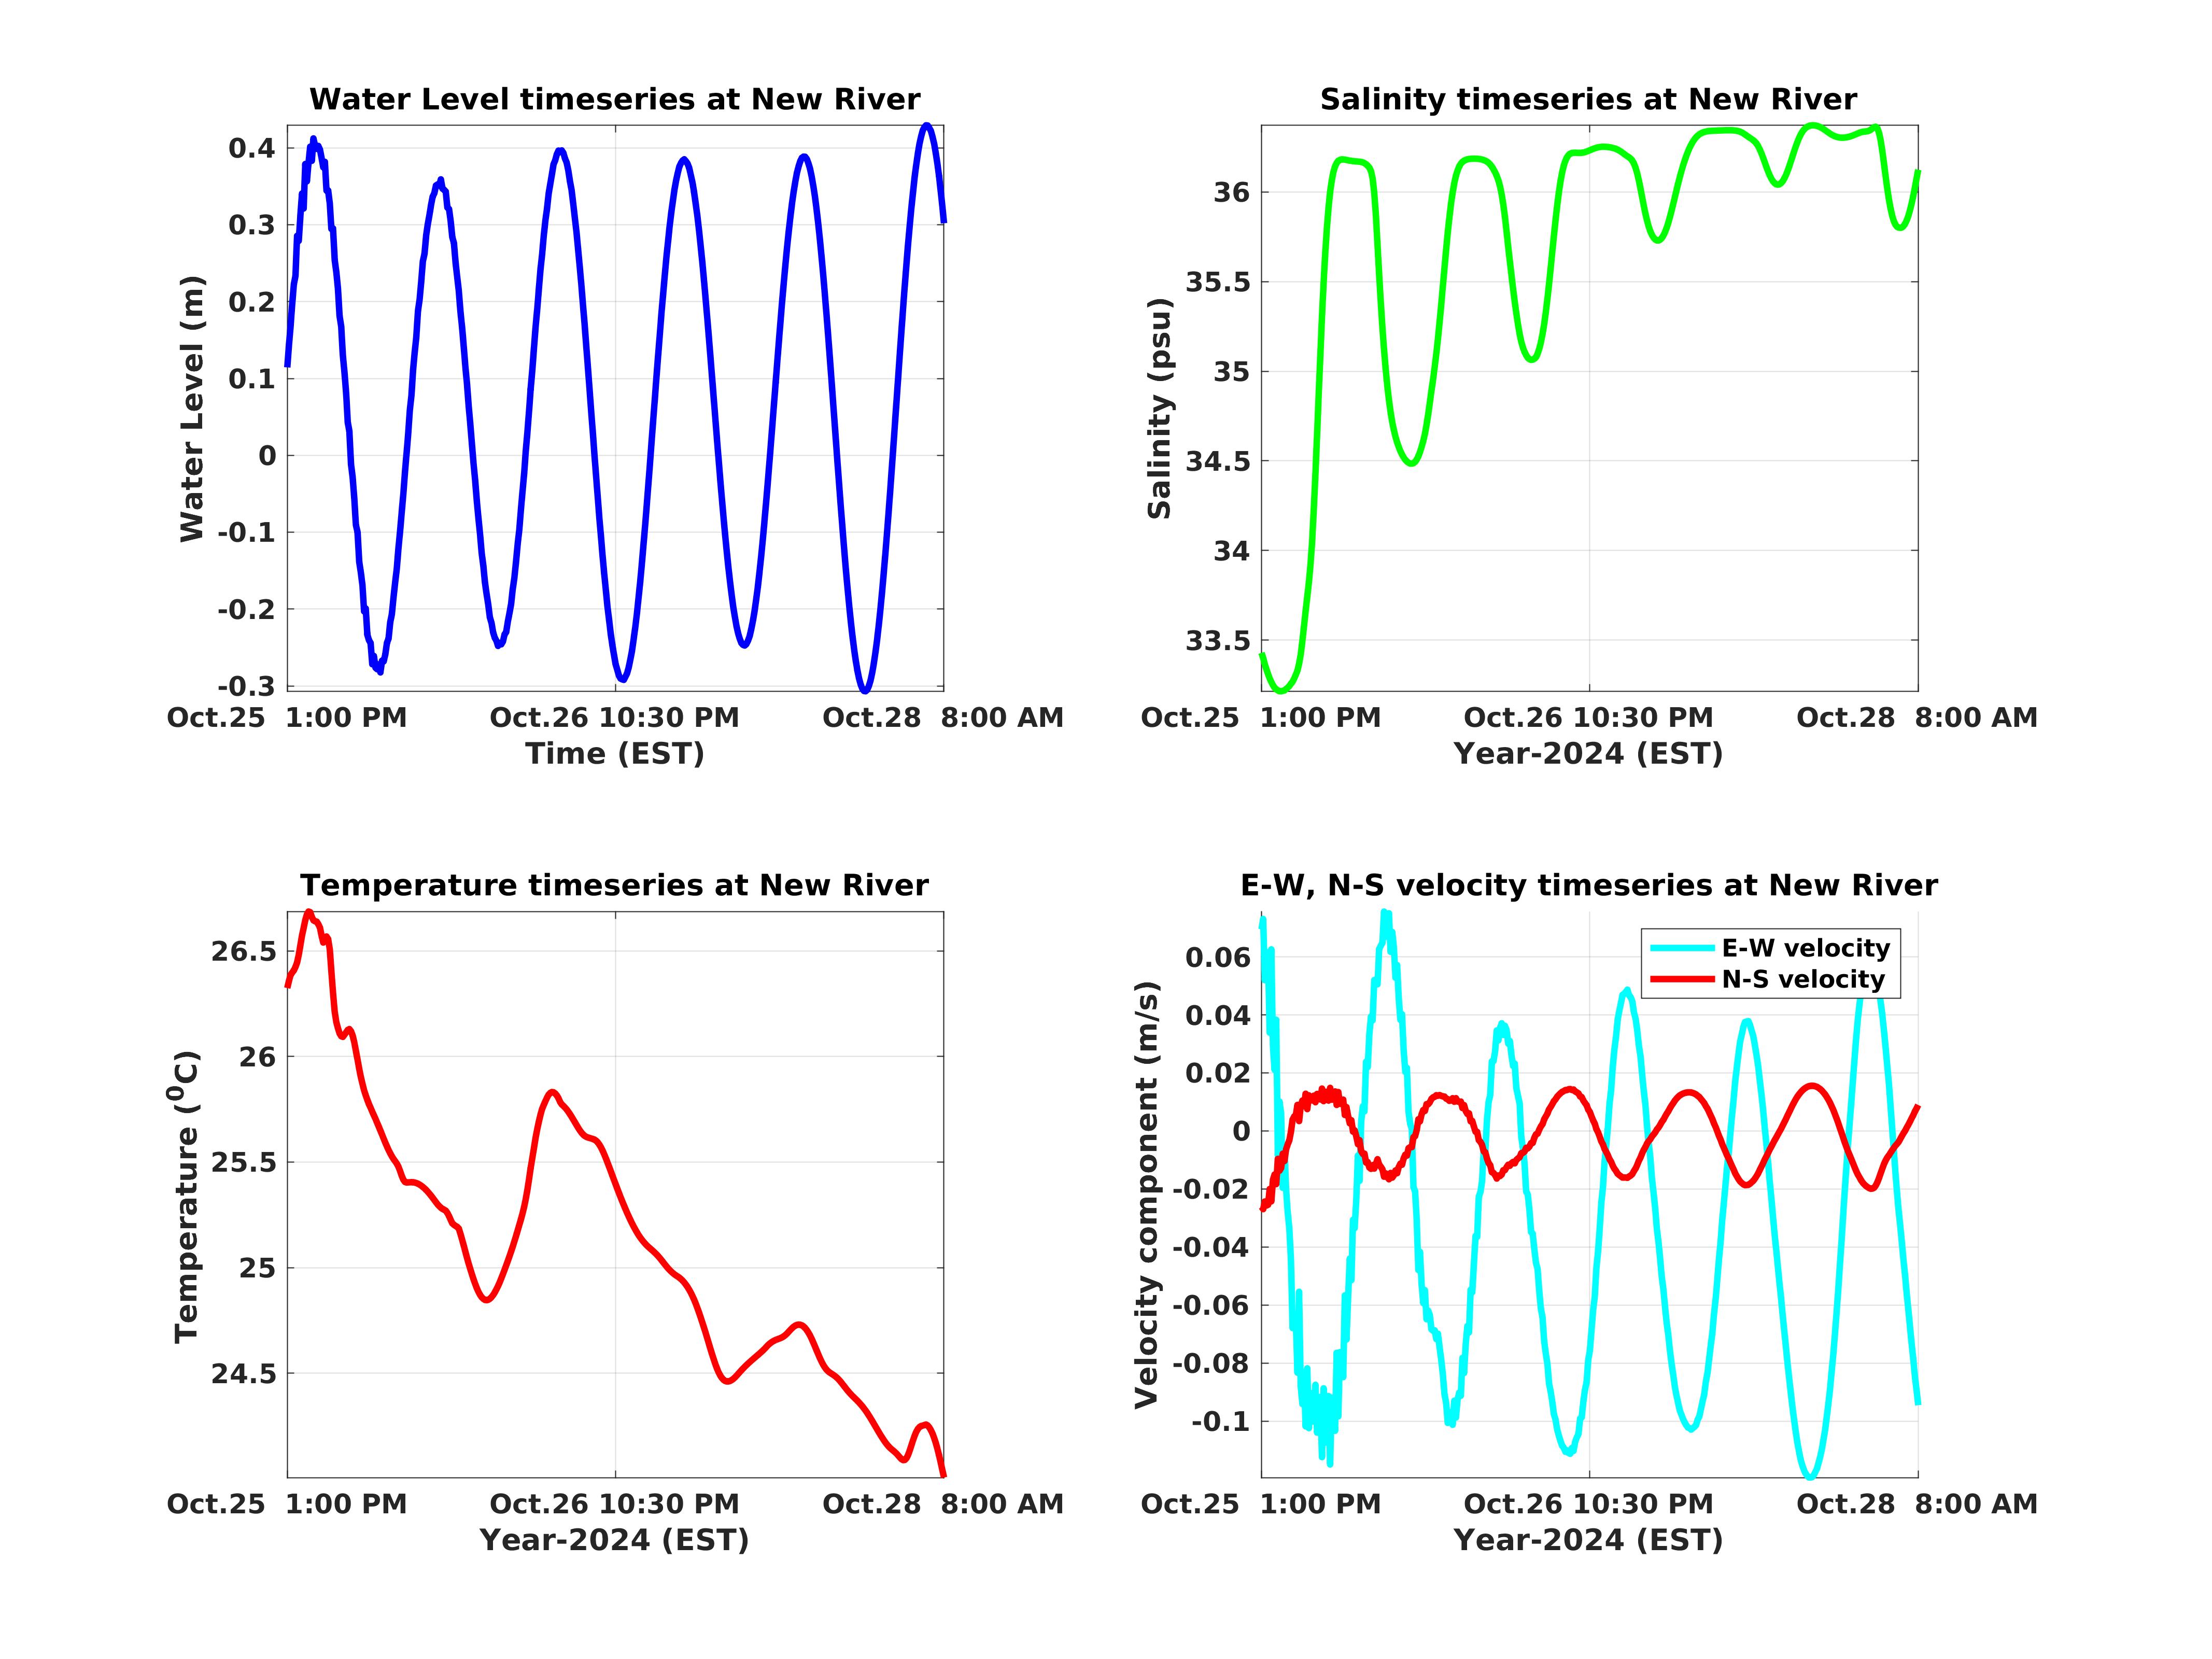 Water Level timeseries at New River
Water Level (m)
0.4
0.3
0.2
0.1
0
-0.1
-0.2
-0.3
Oct.25 1:00 PM
Oct.26 10:30 PM
Oct.28 8:00 AM
Time (EST)
Salinity timeseries at New River
Salinity (psu)
36
35.5
35
34.5
34
33.5
Oct.25 1:00 PM
Oct.26 10:30 PM
Oct.28 8:00 AM
Year-2024 (EST)
Temperature timeseries at New River
Temperature (⁰C)
26.5
26
25.5
25
24.5
Oct.25 1:00 PM
Oct.26 10:30 PM
Oct.28 8:00 AM
Year-2024 (EST)
E-W, N-S velocity timeseries at New River
Velocity component (m/s)
0.06
0.04
0.02
0
-0.02
-0.04
-0.06
-0.08
-0.1
E-W velocity
N-S velocity
Oct.25 1:00 PM
Oct.26 10:30 PM
Oct.28 8:00 AM
Year-2024 (EST)